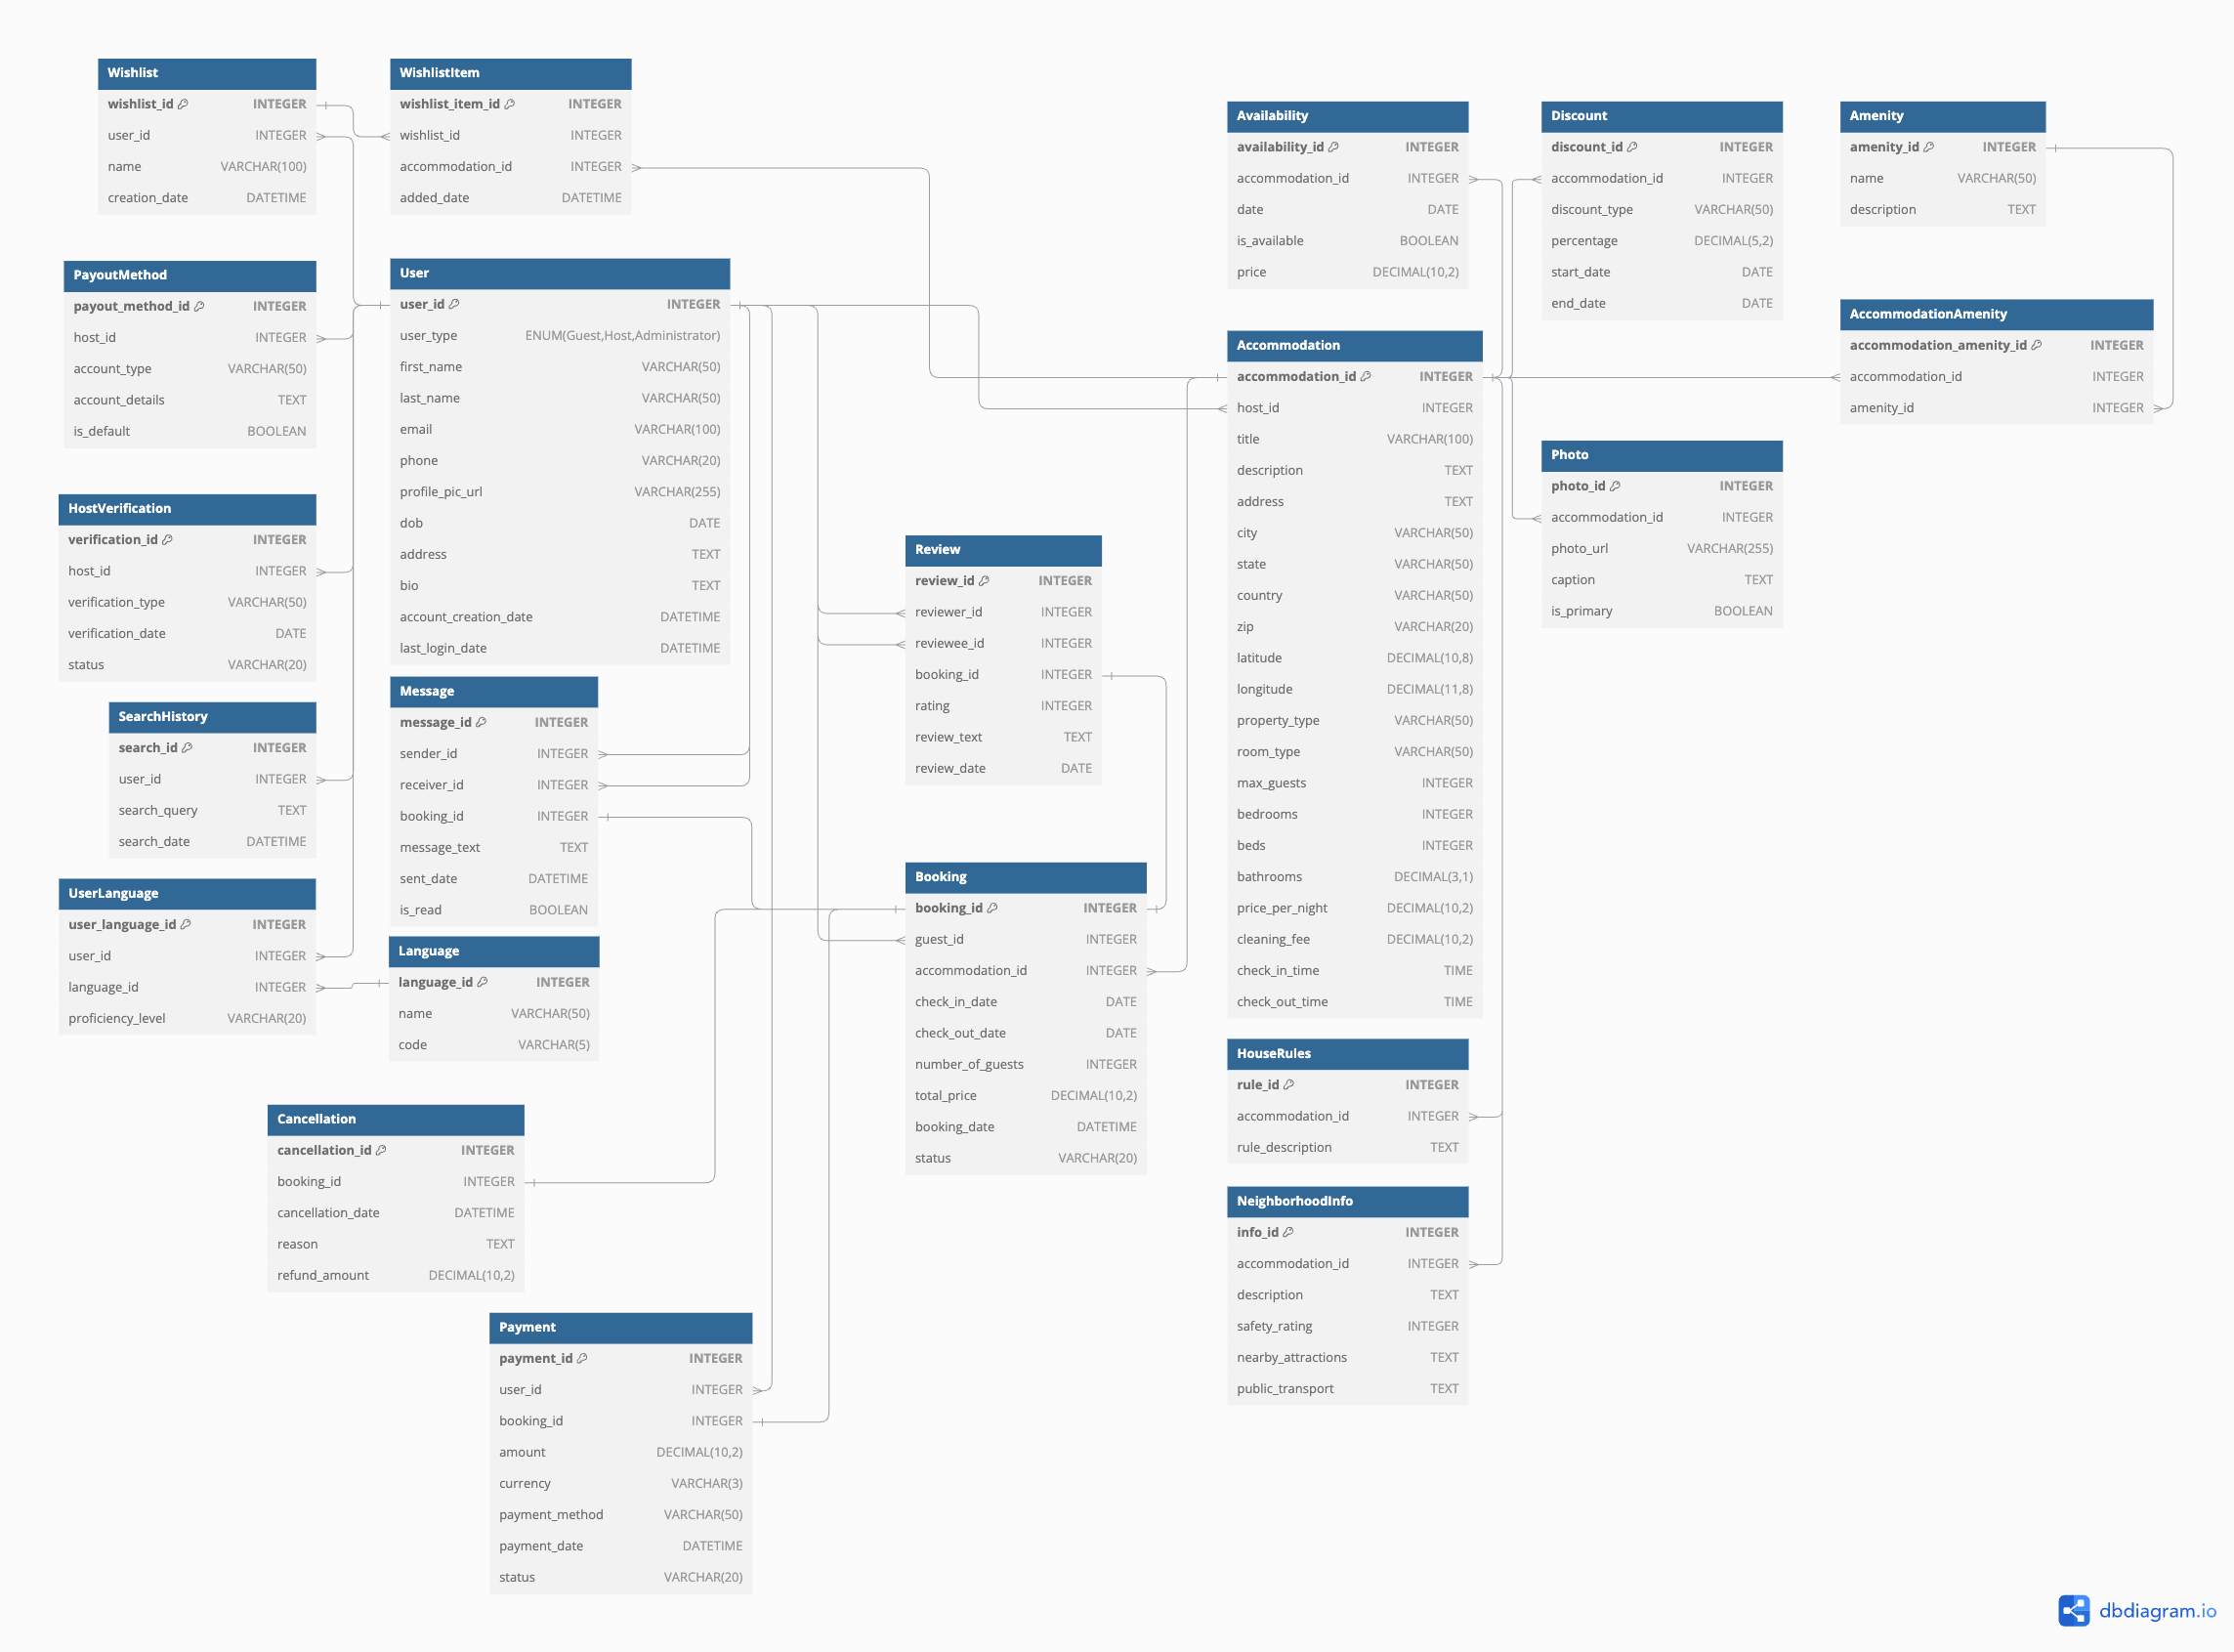 Wishlist
wishlist_id INTEGER
user_id INTEGER
name VARCHAR(100)
creation_date DATETIME
WishlistItem
wishlist_item_id INTEGER
wishlist_id INTEGER
accommodation_id INTEGER
added_date DATETIME
Availability
availability_id INTEGER
accommodation_id INTEGER
date DATE
is_available BOOLEAN
price DECIMAL(10,2)
Discount
discount_id INTEGER
accommodation_id INTEGER
discount_type VARCHAR(50)
percentage DECIMAL(5,2)
start_date DATE
end_date DATE
Amenity
amenity_id INTEGER
name VARCHAR(50)
description TEXT
PayoutMethod
payout_method_id INTEGER
host_id INTEGER
account_type VARCHAR(50)
account_details TEXT
is_default BOOLEAN
User
user_id INTEGER
user_type ENUM(Guest,Host,Administrator)
first_name VARCHAR(50)
last_name VARCHAR(50)
email VARCHAR(100)
phone VARCHAR(20)
profile_pic_url VARCHAR(255)
dob DATE
address TEXT
bio TEXT
account_creation_date DATETIME
last_login_date DATETIME
Accommodation
accommodation_id INTEGER
host_id INTEGER
title VARCHAR(100)
description TEXT
address TEXT
city VARCHAR(50)
state VARCHAR(50)
country VARCHAR(50)
zip VARCHAR(20)
latitude DECIMAL(10,8)
longitude DECIMAL(11,8)
property_type VARCHAR(50)
room_type VARCHAR(50)
max_guests INTEGER
bedrooms INTEGER
beds INTEGER
bathrooms DECIMAL(3,1)
price_per_night DECIMAL(10,2)
cleaning_fee DECIMAL(10,2)
check_in_time TIME
check_out_time TIME
AccommodationAmenity
accommodation_amenity_id INTEGER
accommodation_id INTEGER
amenity_id INTEGER
Photo
photo_id INTEGER
accommodation_id INTEGER
photo_url VARCHAR(255)
caption TEXT
is_primary BOOLEAN
HostVerification
verification_id INTEGER
host_id INTEGER
verification_type VARCHAR(50)
verification_date DATE
status VARCHAR(20)
Review
review_id INTEGER
reviewer_id INTEGER
reviewee_id INTEGER
booking_id INTEGER
rating INTEGER
review_text TEXT
review_date DATE
SearchHistory
search_id INTEGER
user_id INTEGER
search_query TEXT
search_date DATETIME
Message
message_id INTEGER
sender_id INTEGER
receiver_id INTEGER
booking_id INTEGER
message_text TEXT
sent_date DATETIME
is_read BOOLEAN
UserLanguage
user_language_id INTEGER
user_id INTEGER
language_id INTEGER
proficiency_level VARCHAR(20)
Language
language_id INTEGER
name VARCHAR(50)
code VARCHAR(5)
Booking
booking_id INTEGER
guest_id INTEGER
accommodation_id INTEGER
check_in_date DATE
check_out_date DATE
number_of_guests INTEGER
total_price DECIMAL(10,2)
booking_date DATETIME
status VARCHAR(20)
HouseRules
rule_id INTEGER
accommodation_id INTEGER
rule_description TEXT
Cancellation
cancellation_id INTEGER
booking_id INTEGER
cancellation_date DATETIME
reason TEXT
refund_amount DECIMAL(10,2)
NeighborhoodInfo
info_id INTEGER
accommodation_id INTEGER
description TEXT
safety_rating INTEGER
nearby_attractions TEXT
public_transport TEXT
Payment
payment_id INTEGER
user_id INTEGER
booking_id INTEGER
amount DECIMAL(10,2)
currency VARCHAR(3)
payment_method VARCHAR(50)
payment_date DATETIME
status VARCHAR(20)
dbdiagram.io